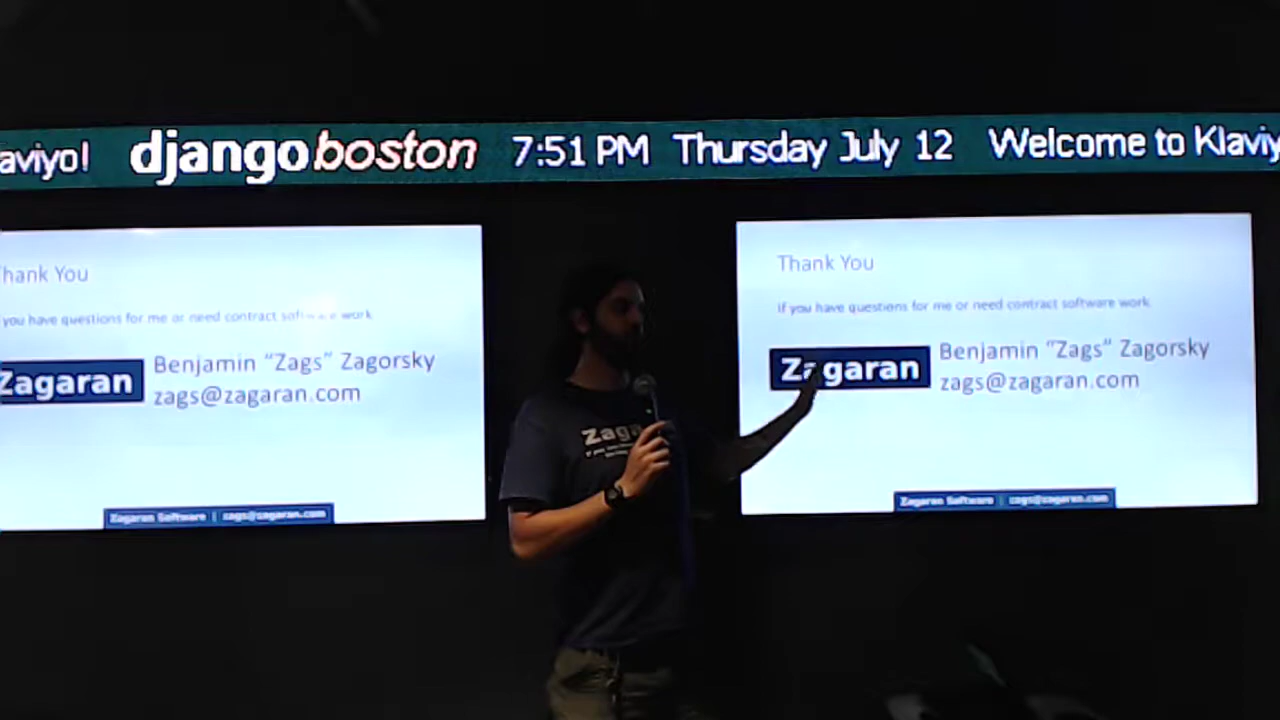 aviyo! djangoboston 7:51 PM Thursday July 12 Welcome to Klaviy
hank You
you have questions for me or need contract software work
Zagaran
Benjamin "Zags" Zagorsky
zags@zagaran.com
Zagaran Software | zags@zagaran.com
Zaga
Thank You
If you have questions for me or need contract software work
Zagaran
Benjamin "Zags" Zagorsky
zags@zagaran.com
Zagaran Software | zags@zagaran.com